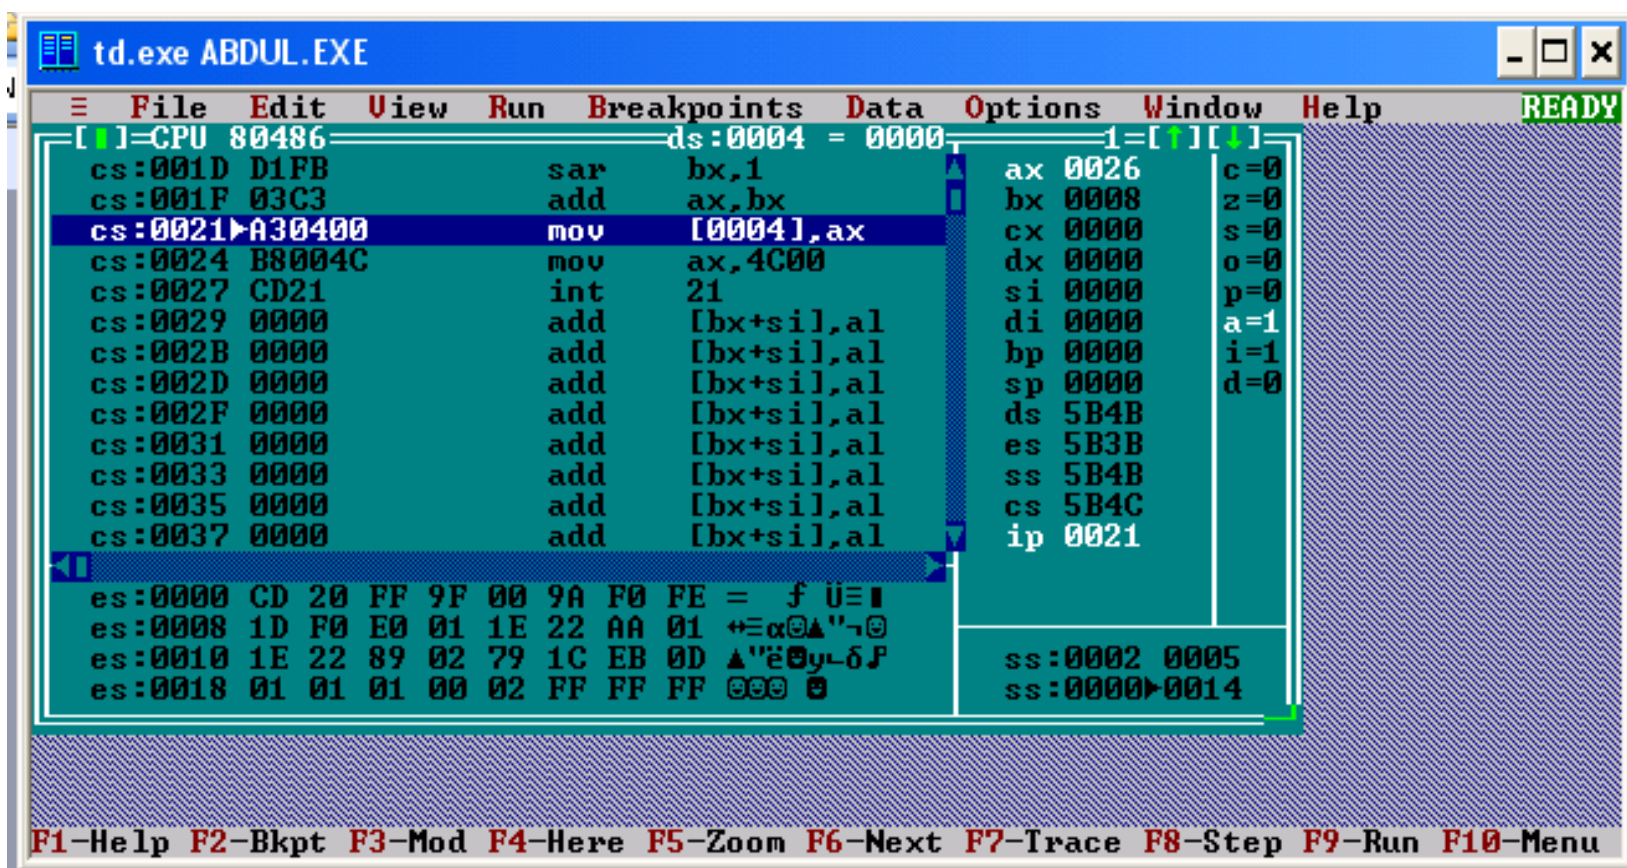 td.exe ABDUL.EXE
≡ File Edit View Run Breakpoints Data Options Window Help READY
[▮]=CPU 80486 ds:0004 = 0000 1=[↑][↓]
cs:001D D1FB sar bx,1 ax 0026 c=0
cs:001F 03C3 add ax,bx bx 0008 z=0
cs:0021►A30400 mov [0004],ax cx 0000 s=0
cs:0024 B8004C mov ax,4C00 dx 0000 o=0
cs:0027 CD21 int 21 si 0000 p=0
cs:0029 0000 add [bx+si],al di 0000 a=1
cs:002B 0000 add [bx+si],al bp 0000 i=1
cs:002D 0000 add [bx+si],al sp 0000 d=0
cs:002F 0000 add [bx+si],al ds 5B4B
cs:0031 0000 add [bx+si],al es 5B3B
cs:0033 0000 add [bx+si],al ss 5B4B
cs:0035 0000 add [bx+si],al cs 5B4C
cs:0037 0000 add [bx+si],al ip 0021
es:0000 CD 20 FF 9F 00 9A F0 FE = ƒ Ü≡■
es:0008 1D F0 E0 01 1E 22 AA 01 ↔≡α☺▲"¬☺
es:0010 1E 22 89 02 79 1C EB 0D ▲"ë☻y∟δ♪ ss:0002 0005
es:0018 01 01 01 00 02 FF FF FF ☺☺☺ ☻ ss:0000►0014
F1-Help F2-Bkpt F3-Mod F4-Here F5-Zoom F6-Next F7-Trace F8-Step F9-Run F10-Menu